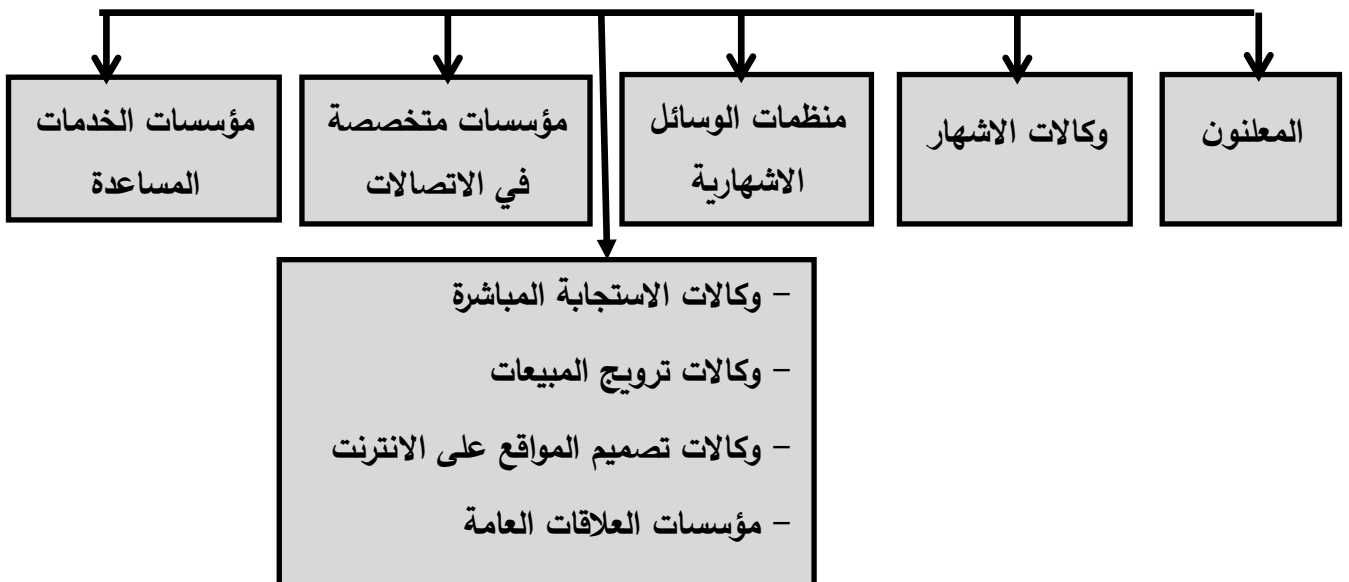 المعلنون
وكالات الاشهار
منظمات الوسائل
الاشهارية
مؤسسات متخصصة
في الاتصالات
مؤسسات الخدمات
المساعدة
- وكالات الاستجابة المباشرة
- وكالات ترويج المبيعات
- وكالات تصميم المواقع على الانترنت
- مؤسسات العلاقات العامة